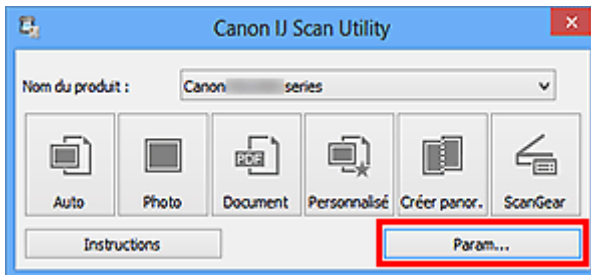 Canon IJ Scan Utility
Nom du produit : Canon series
PDF
Auto Photo Document Personnalisé Créer panor. ScanGear
Instructions Param...